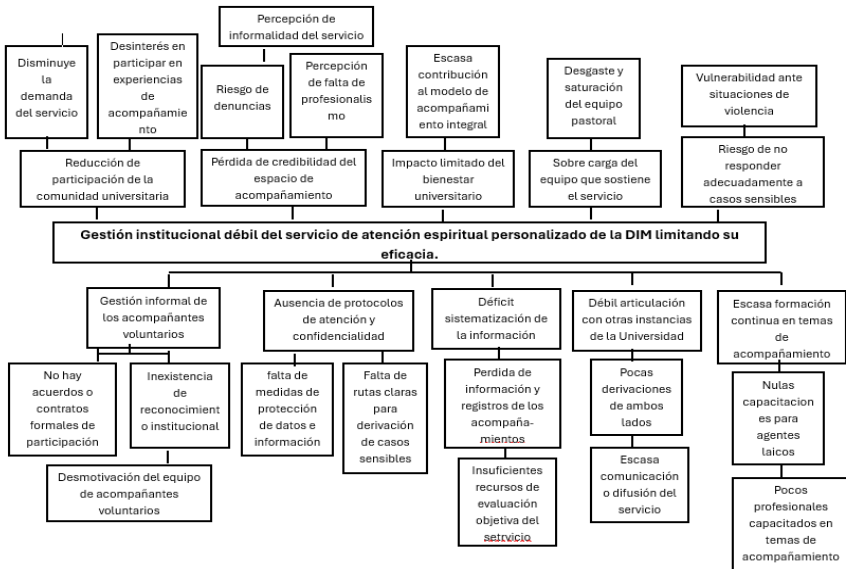 Percepción de
informalidad del servicio
Disminuye
la
demanda
del servicio
Desinterés en
participar en
experiencias
de
acompañamie
nto
Riesgo de
denuncias
Percepción
de falta de
profesionalis
mo
Escasa
contribución
al modelo de
acompañami
ento integral
Desgaste y
saturación
del equipo
pastoral
Vulnerabilidad ante
situaciones de
violencia
Reducción de
participación de la
comunidad universitaria
Pérdida de credibilidad del
espacio de
acompañamiento
Impacto limitado del
bienestar
universitario
Sobre carga del
equipo que sostiene
el servicio
Riesgo de no
responder
adecuadamente a
casos sensibles
Gestión institucional débil del servicio de atención espiritual personalizado de la DIM limitando su
eficacia.
Gestión informal de
los acompañantes
voluntarios
Ausencia de protocolos
de atención y
confidencialidad
Déficit
sistematización de
la información
Débil articulación
con otras instancias
de la Universidad
Escasa formación
continua en temas
de
acompañamiento
No hay
acuerdos o
contratos
formales de
participación
Inexistencia
de
reconocimient
o institucional
falta de
medidas de
protección
de datos e
información
Falta de
rutas claras
para
derivación
de casos
sensibles
Perdida de
información y
registros de los
acompaña-
mientos
Pocas
derivaciones
de ambos
lados
Nulas
capacitacion
es para
agentes
laicos
Desmotivación del equipo
de acompañantes
voluntarios
Insuficientes
recursos de
evaluación
objetiva del
setrvicio
Escasa
comunicación
o difusión del
servicio
Pocos
profesionales
capacitados en
temas de
acompañamiento